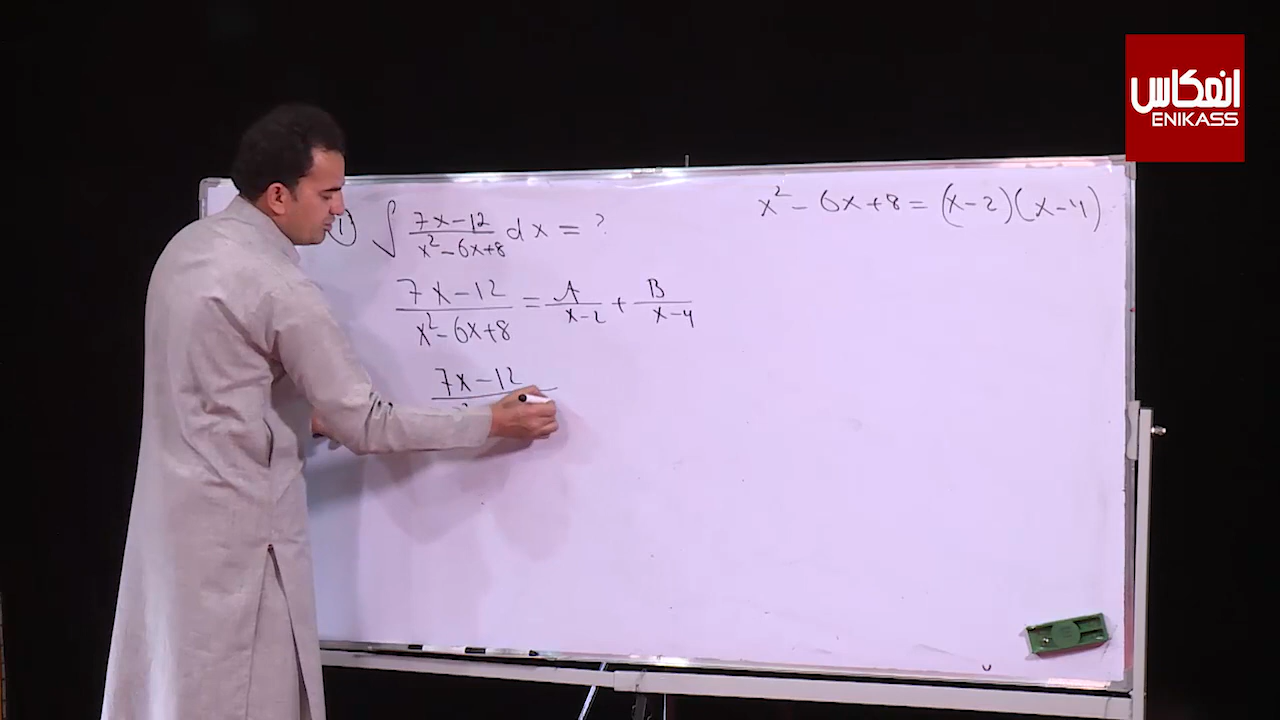 انعکاس
ENIKASS
x² - 6x + 8 = (x-2)(x-4)
1) ∫ (7x-12)/(x²-6x+8) dx = ?
(7x-12)/(x²-6x+8) = A/(x-2) + B/(x-4)
7x-12